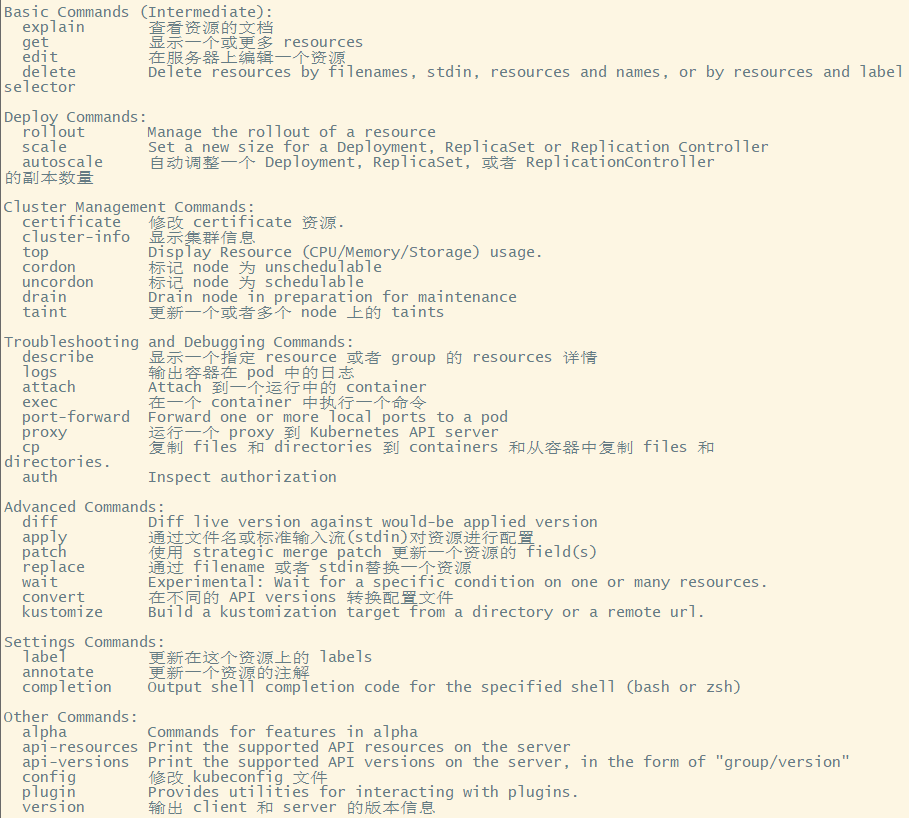 Basic Commands (Intermediate):
  explain       查看资源的文档
  get           显示一个或更多 resources
  edit          在服务器上编辑一个资源
  delete        Delete resources by filenames, stdin, resources and names, or by resources and label
selector

Deploy Commands:
  rollout       Manage the rollout of a resource
  scale         Set a new size for a Deployment, ReplicaSet or Replication Controller
  autoscale     自动调整一个 Deployment, ReplicaSet, 或者 ReplicationController
的副本数量

Cluster Management Commands:
  certificate   修改 certificate 资源.
  cluster-info  显示集群信息
  top           Display Resource (CPU/Memory/Storage) usage.
  cordon        标记 node 为 unschedulable
  uncordon      标记 node 为 schedulable
  drain         Drain node in preparation for maintenance
  taint         更新一个或者多个 node 上的 taints

Troubleshooting and Debugging Commands:
  describe      显示一个指定 resource 或者 group 的 resources 详情
  logs          输出容器在 pod 中的日志
  attach        Attach 到一个运行中的 container
  exec          在一个 container 中执行一个命令
  port-forward  Forward one or more local ports to a pod
  proxy         运行一个 proxy 到 Kubernetes API server
  cp            复制 files 和 directories 到 containers 和从容器中复制 files 和
directories.
  auth          Inspect authorization

Advanced Commands:
  diff          Diff live version against would-be applied version
  apply         通过文件名或标准输入流(stdin)对资源进行配置
  patch         使用 strategic merge patch 更新一个资源的 field(s)
  replace       通过 filename 或者 stdin替换一个资源
  wait          Experimental: Wait for a specific condition on one or many resources.
  convert       在不同的 API versions 转换配置文件
  kustomize     Build a kustomization target from a directory or a remote url.

Settings Commands:
  label         更新在这个资源上的 labels
  annotate      更新一个资源的注解
  completion    Output shell completion code for the specified shell (bash or zsh)

Other Commands:
  alpha         Commands for features in alpha
  api-resources Print the supported API resources on the server
  api-versions  Print the supported API versions on the server, in the form of "group/version"
  config        修改 kubeconfig 文件
  plugin        Provides utilities for interacting with plugins.
  version       输出 client 和 server 的版本信息